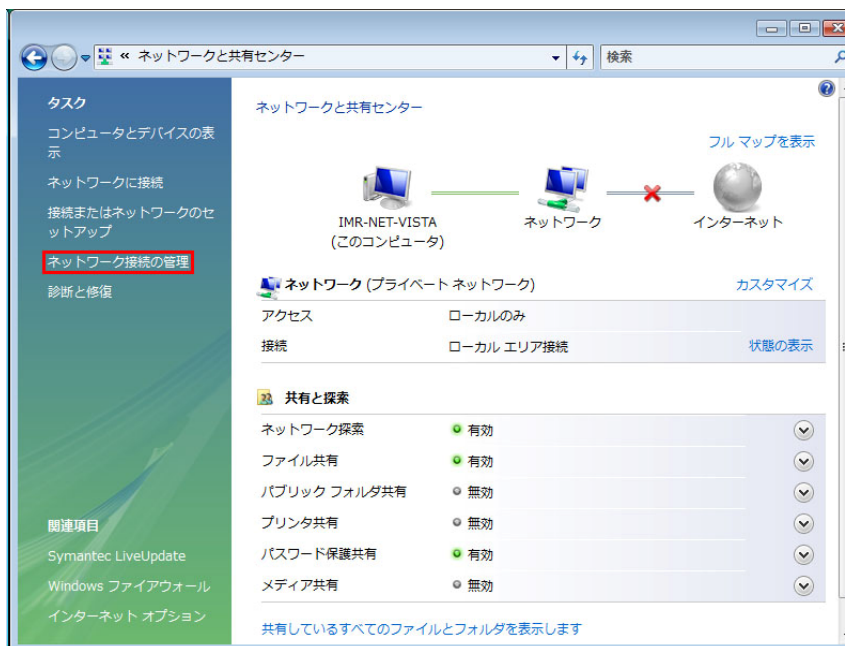 « ネットワークと共有センター
検索
タスク
コンピュータとデバイスの表
示
ネットワークに接続
接続またはネットワークのセ
ットアップ
ネットワーク接続の管理
診断と修復
関連項目
Symantec LiveUpdate
Windows ファイアウォール
インターネット オプション
ネットワークと共有センター
フル マップを表示
IMR-NET-VISTA
(このコンピュータ)
ネットワーク
インターネット
ネットワーク (プライベート ネットワーク)
カスタマイズ
アクセス ローカルのみ
接続 ローカル エリア接続 状態の表示
共有と探索
ネットワーク探索 有効
ファイル共有 有効
パブリック フォルダ共有 無効
プリンタ共有 無効
パスワード保護共有 有効
メディア共有 無効
共有しているすべてのファイルとフォルダを表示します